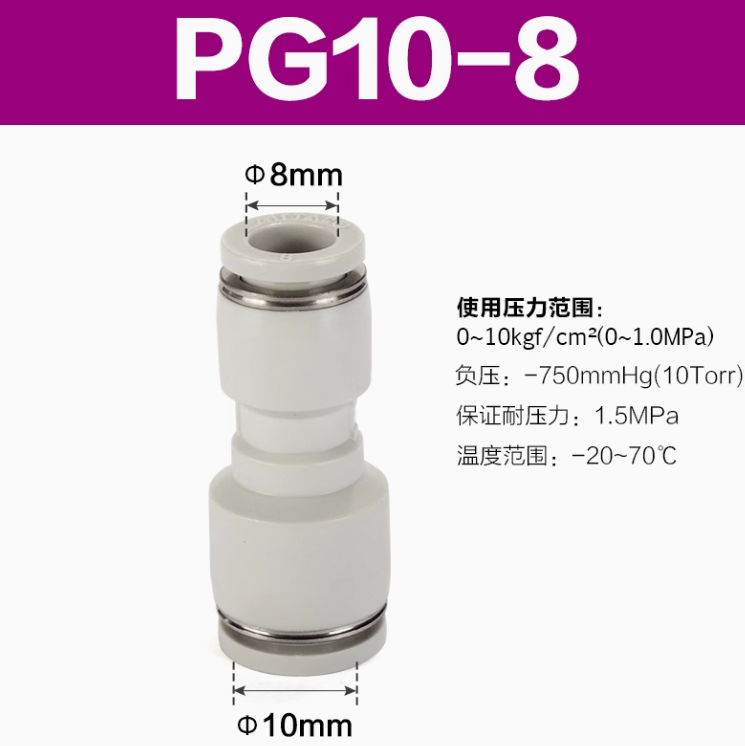 PG10-8
Φ8mm
使用压力范围：
0~10kgf/cm²(0~1.0MPa)
负压：-750mmHg(10Torr)
保证耐压力：1.5MPa
温度范围：-20~70℃
Φ10mm